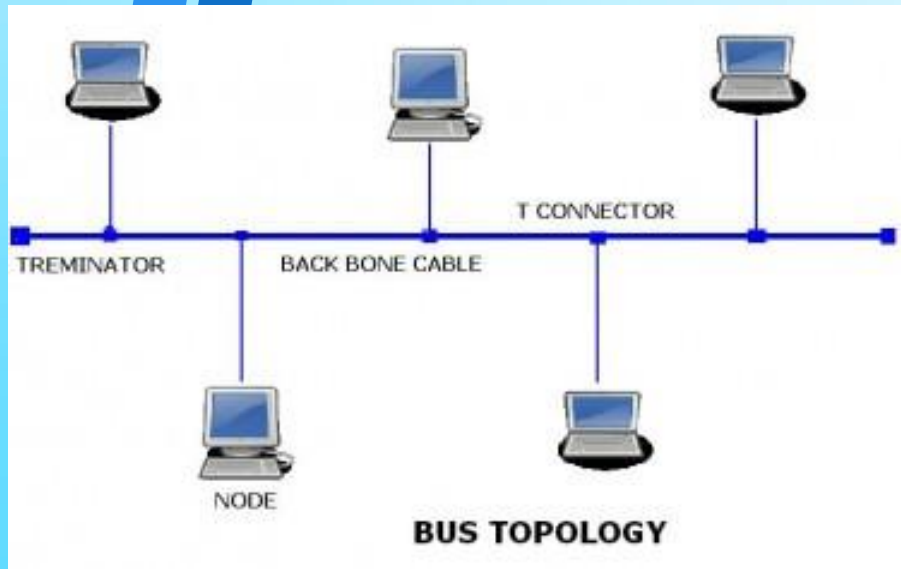 T CONNECTOR
TREMINATOR
BACK BONE CABLE
NODE
BUS TOPOLOGY